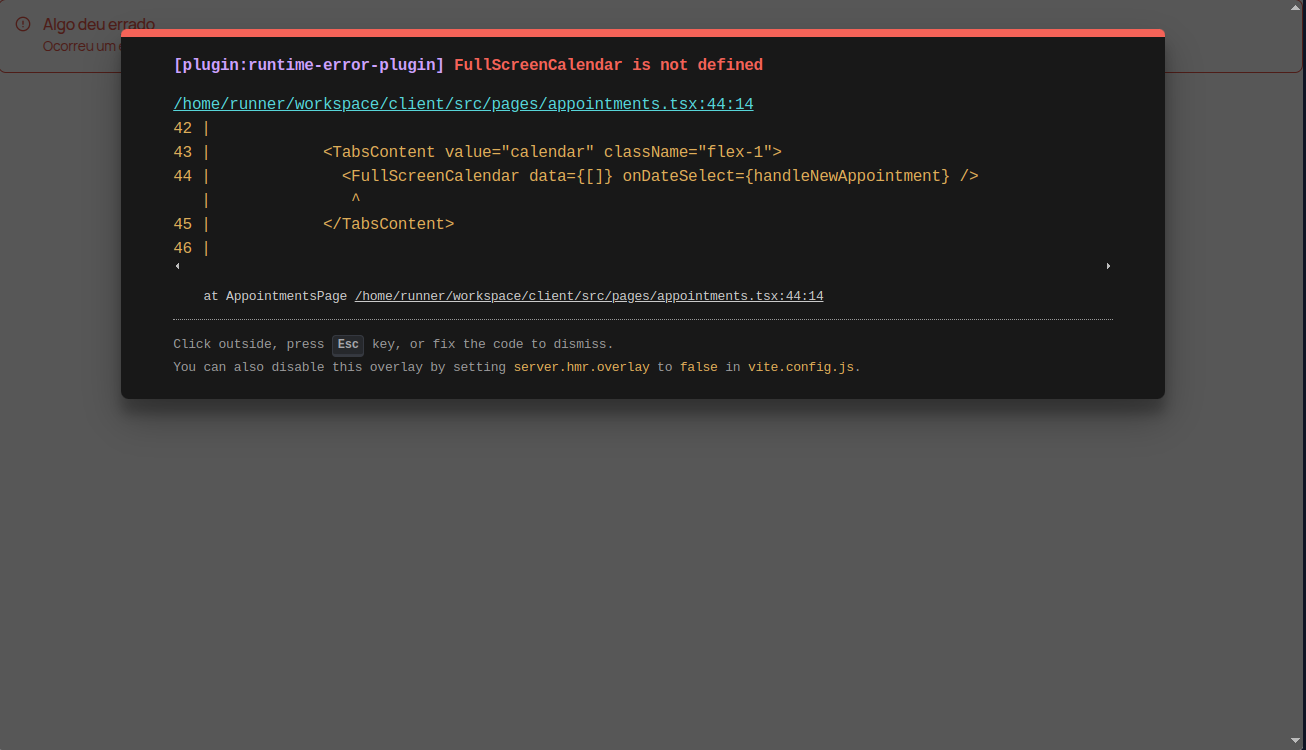 Algo deu errado
Ocorreu um
[plugin:runtime-error-plugin] FullScreenCalendar is not defined
/home/runner/workspace/client/src/pages/appointments.tsx:44:14
42 |
43 |            <TabsContent value="calendar" className="flex-1">
44 |              <FullScreenCalendar data={[]} onDateSelect={handleNewAppointment} />
   |               ^
45 |            </TabsContent>
46 |
at AppointmentsPage /home/runner/workspace/client/src/pages/appointments.tsx:44:14
Click outside, press Esc key, or fix the code to dismiss.
You can also disable this overlay by setting server.hmr.overlay to false in vite.config.js.